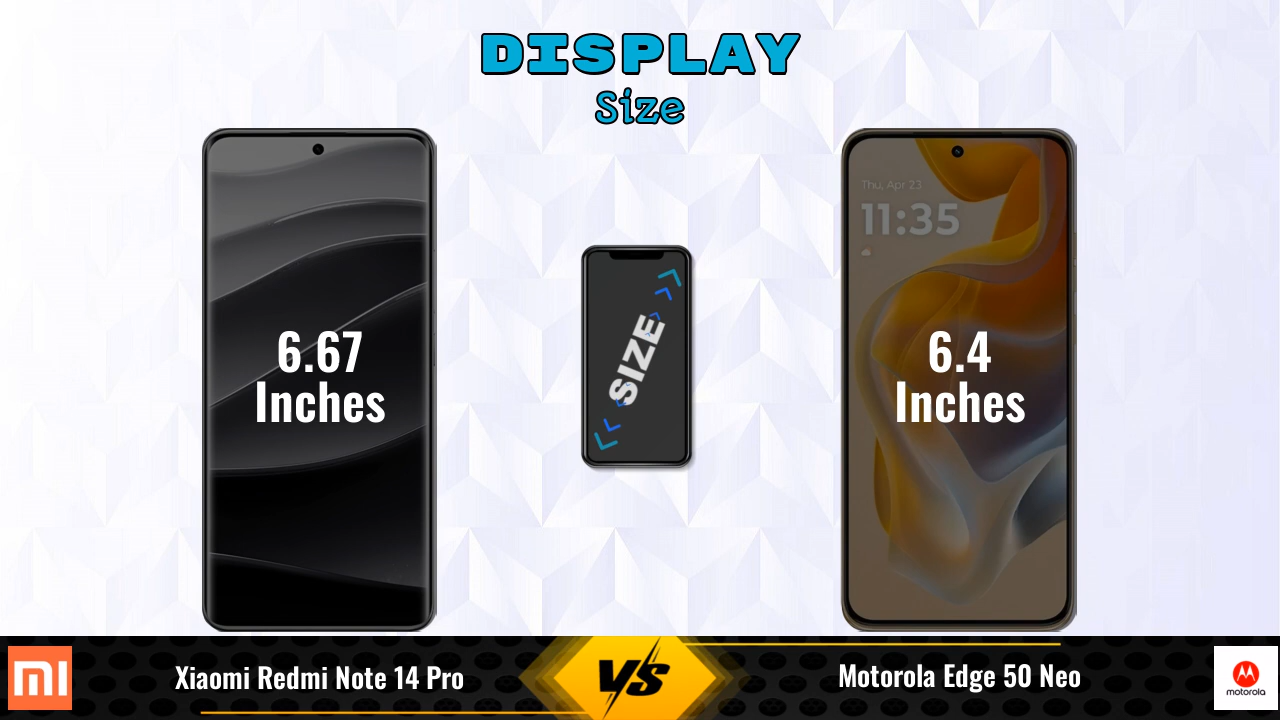 DISPLAY
Size
Thu, Apr 23
11:35
6.67
Inches
SIZE
6.4
Inches
Xiaomi Redmi Note 14 Pro
VS
Motorola Edge 50 Neo
motorola